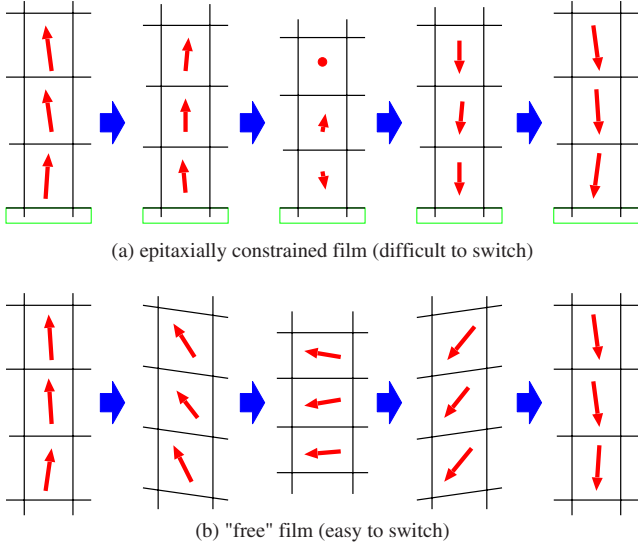 (a) epitaxially constrained film (difficult to switch)
(b) "free" film (easy to switch)